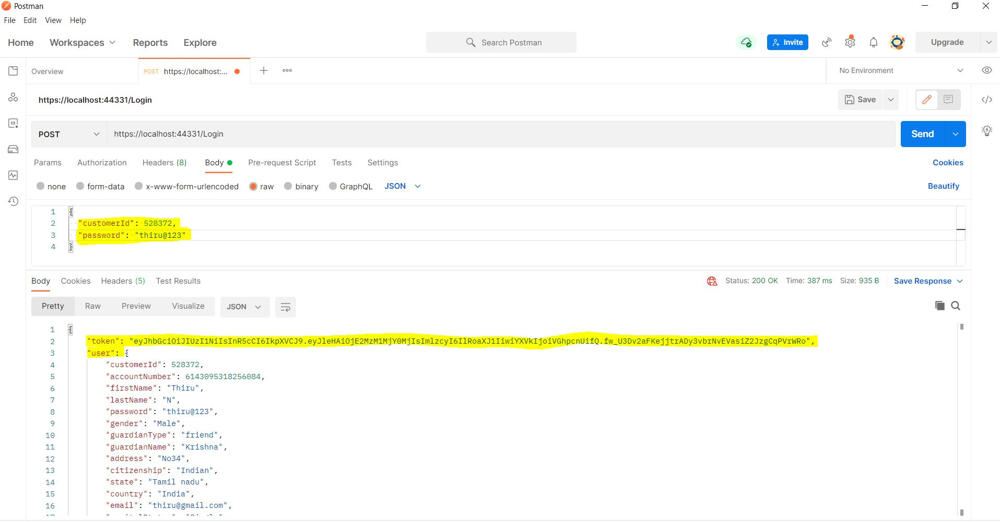 Postman
File Edit View Help
Home Workspaces Reports Explore Search Postman Invite Upgrade
Overview POST https://localhost:... No Environment
https://localhost:44331/Login Save
POST https://localhost:44331/Login Send
Params Authorization Headers (8) Body Pre-request Script Tests Settings Cookies
none form-data x-www-form-urlencoded raw binary GraphQL JSON Beautify
1 {
2 "customerId": 528372,
3 "password": "thiru@123"
4 }
Body Cookies Headers (5) Test Results Status: 200 OK Time: 387 ms Size: 935 B Save Response
Pretty Raw Preview Visualize JSON
1 {
2 "token": "eyJhbGciOiJIUzI1NiIsInR5cCI6IkpXVCJ9.eyJleHAiOjE2MzM1MjY0MjIsImlzcyI6IlRoaXJ1IiwiYXVkIjoiVGhpcnUifQ.fw_U3Dv2aFKejjtrADy3vbrNvEVasiZ2JzgCqPVrWRo",
3 "user": {
4 "customerId": 528372,
5 "accountNumber": 6143095318256084,
6 "firstName": "Thiru",
7 "lastName": "N",
8 "password": "thiru@123",
9 "gender": "Male",
10 "guardianType": "friend",
11 "guardianName": "Krishna",
12 "address": "No34",
13 "citizenship": "Indian",
14 "state": "Tamil nadu",
15 "country": "India",
16 "email": "thiru@gmail.com",